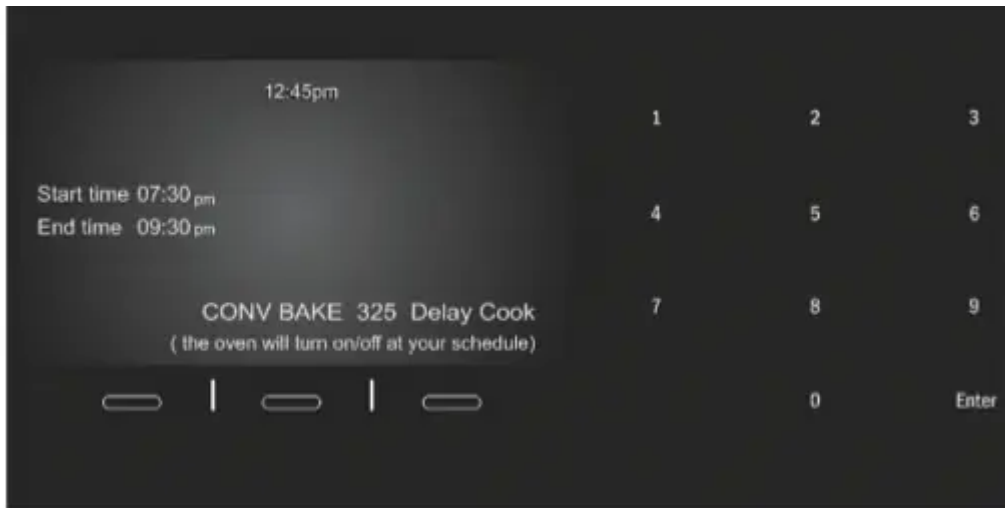 12:45pm
Start time 07:30 pm
End time 09:30 pm
CONV BAKE 325 Delay Cook
( the oven will turn on/off at your schedule)
1 2 3
4 5 6
7 8 9
0 Enter